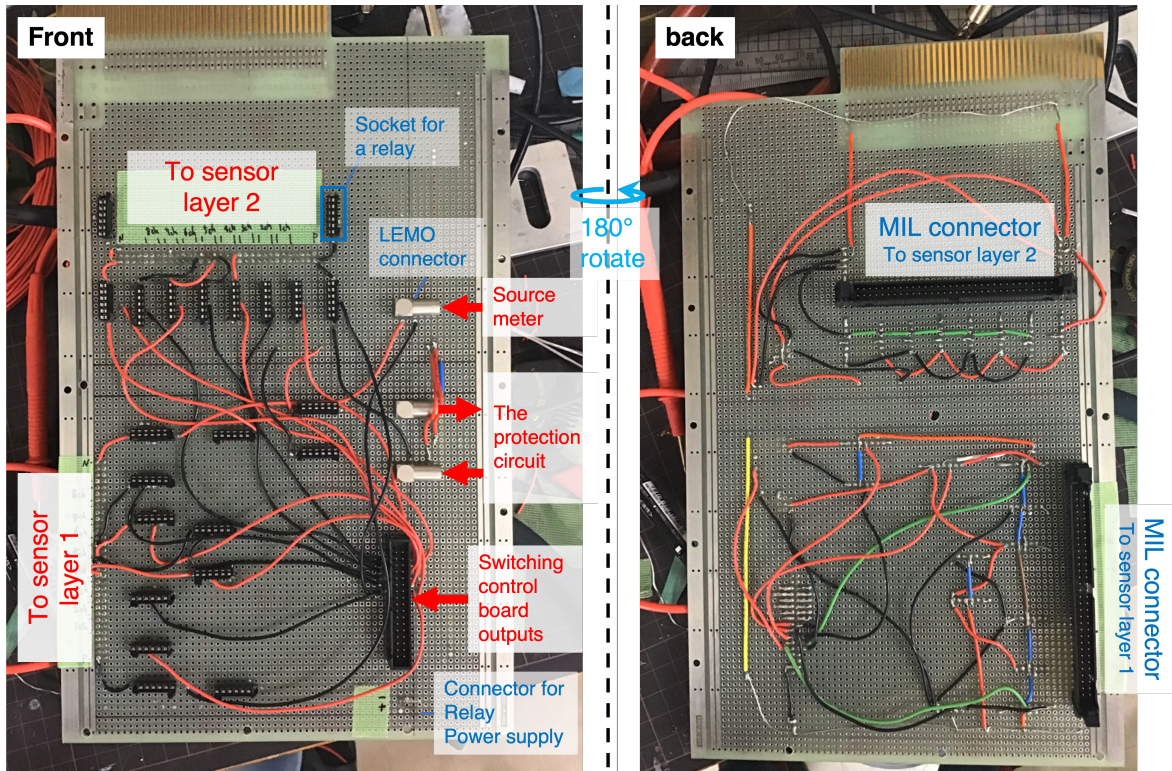 Front
back
Socket for
a relay
To sensor
layer 2
LEMO
connector
180°
rotate
MIL connector
To sensor layer 2
Source
meter
The
protection
circuit
To sensor
layer 1
Switching
control
board
outputs
MIL connector
To sensor layer 1
Connector for
Relay
Power supply
-
+